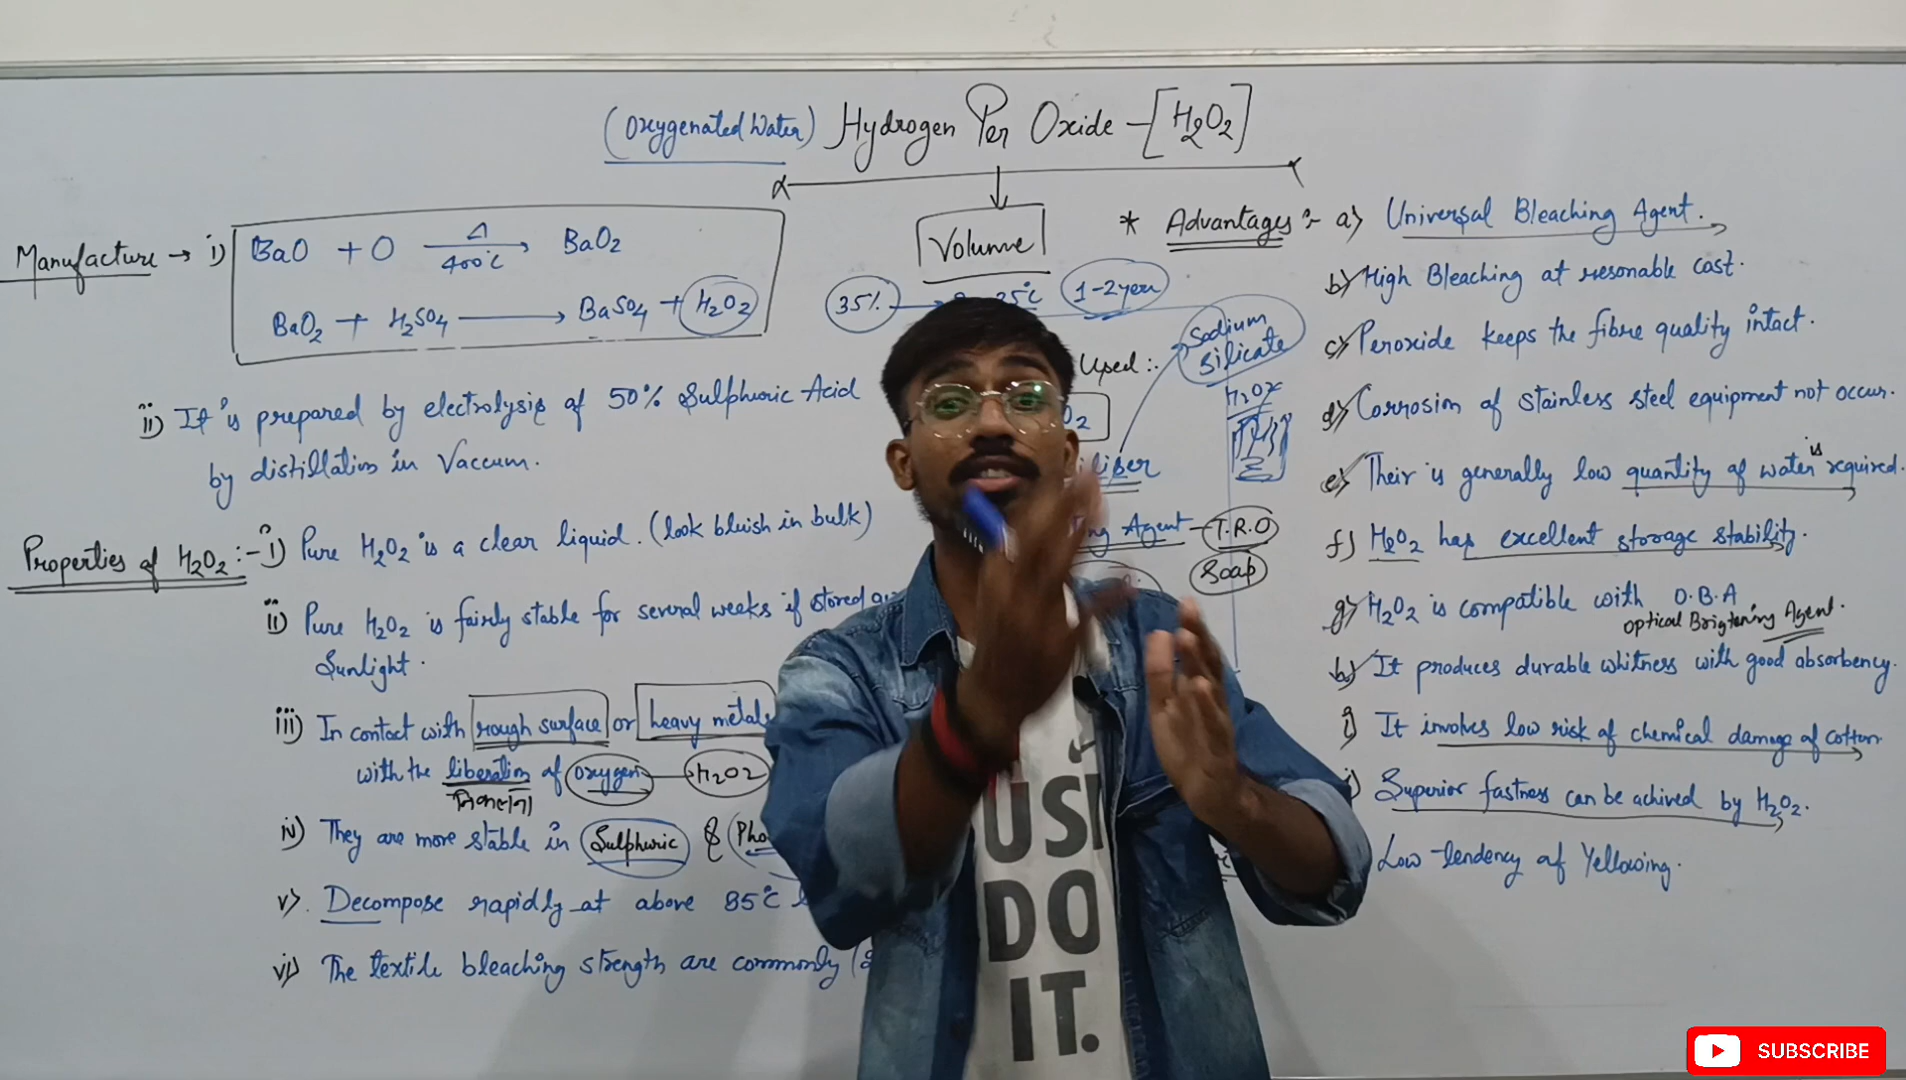 (Oxygenated Water) Hydrogen Per Oxide - [H2O2]
Volume
35% 25°C 1-2 year
Manufacture → i) BaO + O Δ 400°C → BaO2
BaO2 + H2SO4 → BaSO4 + H2O2
ii) It is prepared by electrolysis of 50% Sulphuric Acid
by distillation in Vaccum.
Properties of H2O2:- i) Pure H2O2 is a clear liquid. (look bluish in bulk)
ii) Pure H2O2 is fairly stable for several weeks if stored
Sunlight.
iii) In contact with rough surface or heavy metals
with the liberation of oxygen → H2O2
iv) They are more stable in Sulphuric &
v) Decompose rapidly at above 85°C
vi) The textile bleaching strength are commonly
Used :-
Sodium
Silicate
H2O2
Agent - T.R.O
Soap
* Advantages :- a) Universal Bleaching Agent.
b) High Bleaching at resonable cost.
c) Peroxide keeps the fibre quality intact.
d) Corrosion of stainless steel equipment not occur.
e) Their is generally low quantity of water is required.
f) H2O2 has excellent storage stability.
g) H2O2 is compatible with O.B.A
Optical Brigtening Agent.
h) It produces durable whitness with good absorbency.
i) It involves low risk of chemical damage of cotton
j) Superior fastness can be achived by H2O2.
Low tendency of Yellowing.
USI
DO
IT.
SUBSCRIBE